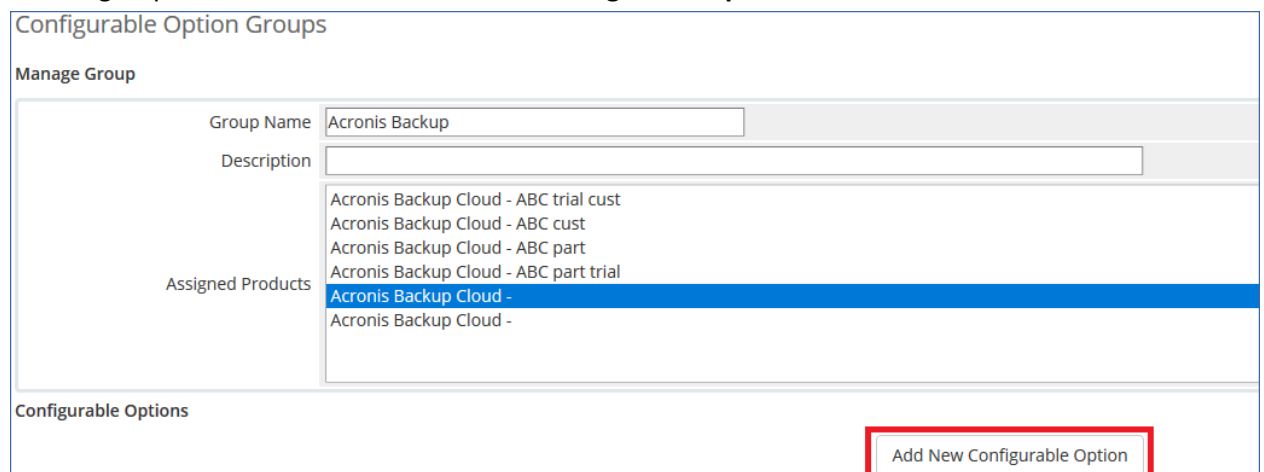 Configurable Option Groups
Manage Group
Group Name Acronis Backup
Description
Acronis Backup Cloud - ABC trial cust
Acronis Backup Cloud - ABC cust
Acronis Backup Cloud - ABC part
Assigned Products
Acronis Backup Cloud - ABC part trial
Acronis Backup Cloud -
Acronis Backup Cloud -
Configurable Options
Add New Configurable Option